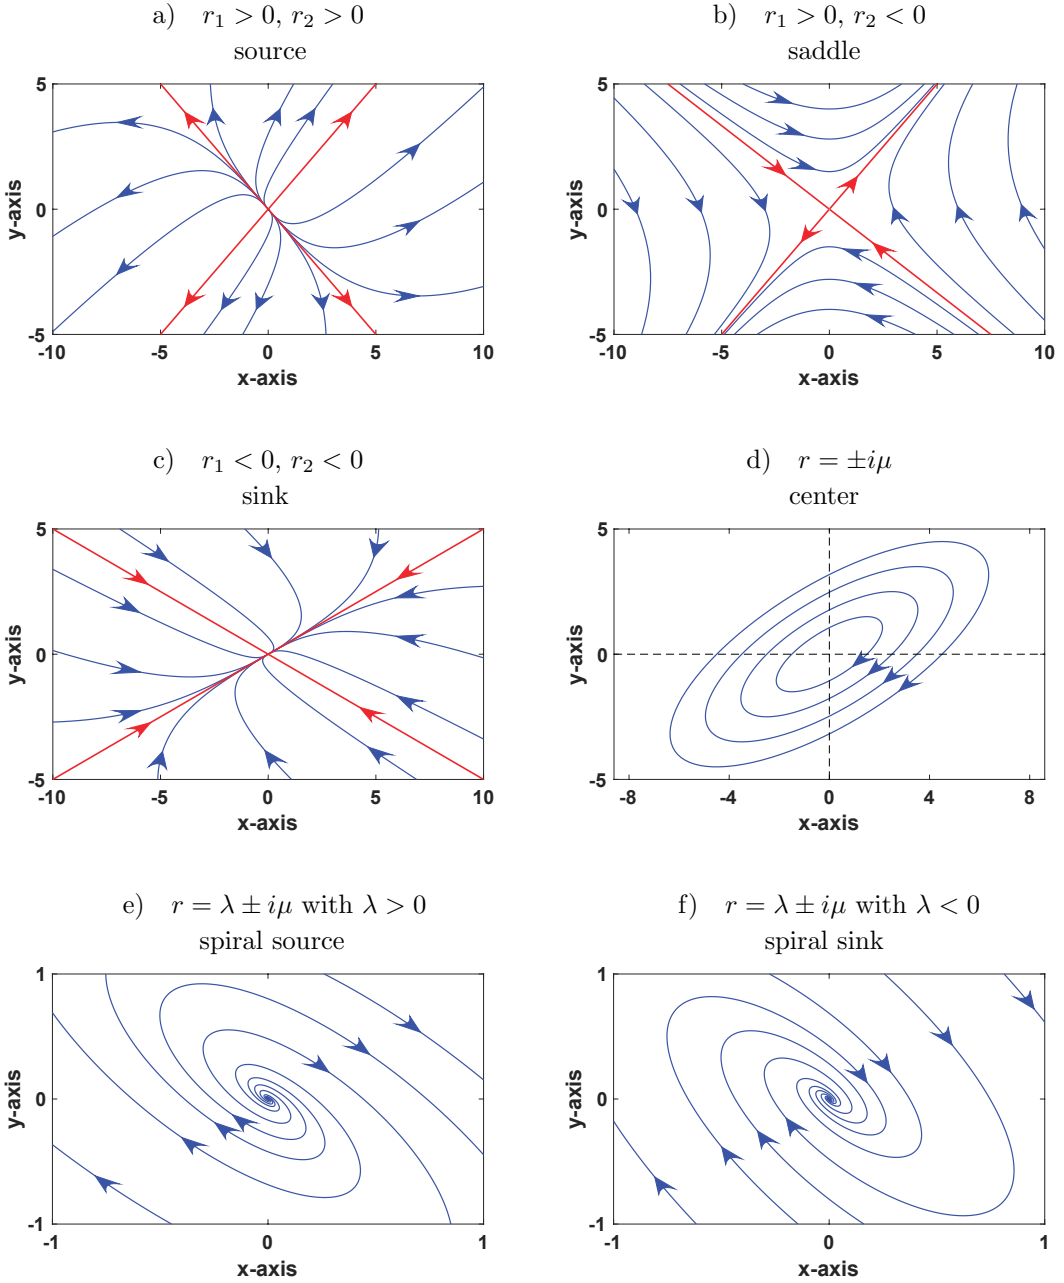 a) r₁ > 0, r₂ > 0
source
5
0
-5
-10
-5
0
5
10
x-axis
y-axis
b) r₁ > 0, r₂ < 0
saddle
5
0
-5
-10
-5
0
5
10
x-axis
y-axis
c) r₁ < 0, r₂ < 0
sink
5
0
-5
-10
-5
0
5
10
x-axis
y-axis
d) r = ±iμ
center
5
0
-5
-8
-4
0
4
8
x-axis
y-axis
e) r = λ ± iμ with λ > 0
spiral source
1
0
-1
-1
0
1
x-axis
y-axis
f) r = λ ± iμ with λ < 0
spiral sink
1
0
-1
-1
0
1
x-axis
y-axis